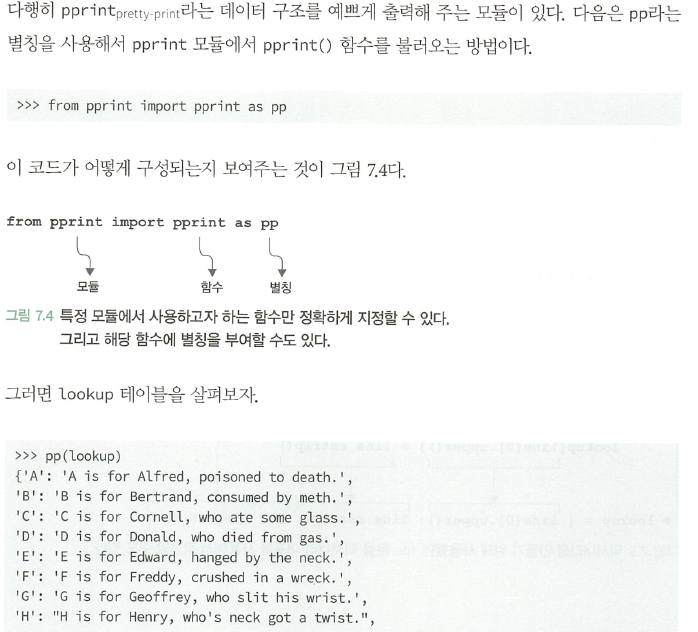 다행히 pprint pretty-print라는 데이터 구조를 예쁘게 출력해 주는 모듈이 있다. 다음은 pp라는
별칭을 사용해서 pprint 모듈에서 pprint() 함수를 불러오는 방법이다.
>>> from pprint import pprint as pp
이 코드가 어떻게 구성되는지 보여주는 것이 그림 7.4다.
from pprint import pprint as pp
모듈 함수 별칭
그림 7.4 특정 모듈에서 사용하고자 하는 함수만 정확하게 지정할 수 있다.
그리고 해당 함수에 별칭을 부여할 수도 있다.
그러면 lookup 테이블을 살펴보자.
>>> pp(lookup)
{'A': 'A is for Alfred, poisoned to death.',
'B': 'B is for Bertrand, consumed by meth.',
'C': 'C is for Cornell, who ate some glass.',
'D': 'D is for Donald, who died from gas.',
'E': 'E is for Edward, hanged by the neck.',
'F': 'F is for Freddy, crushed in a wreck.',
'G': 'G is for Geoffrey, who slit his wrist.',
'H': "H is for Henry, who's neck got a twist.",